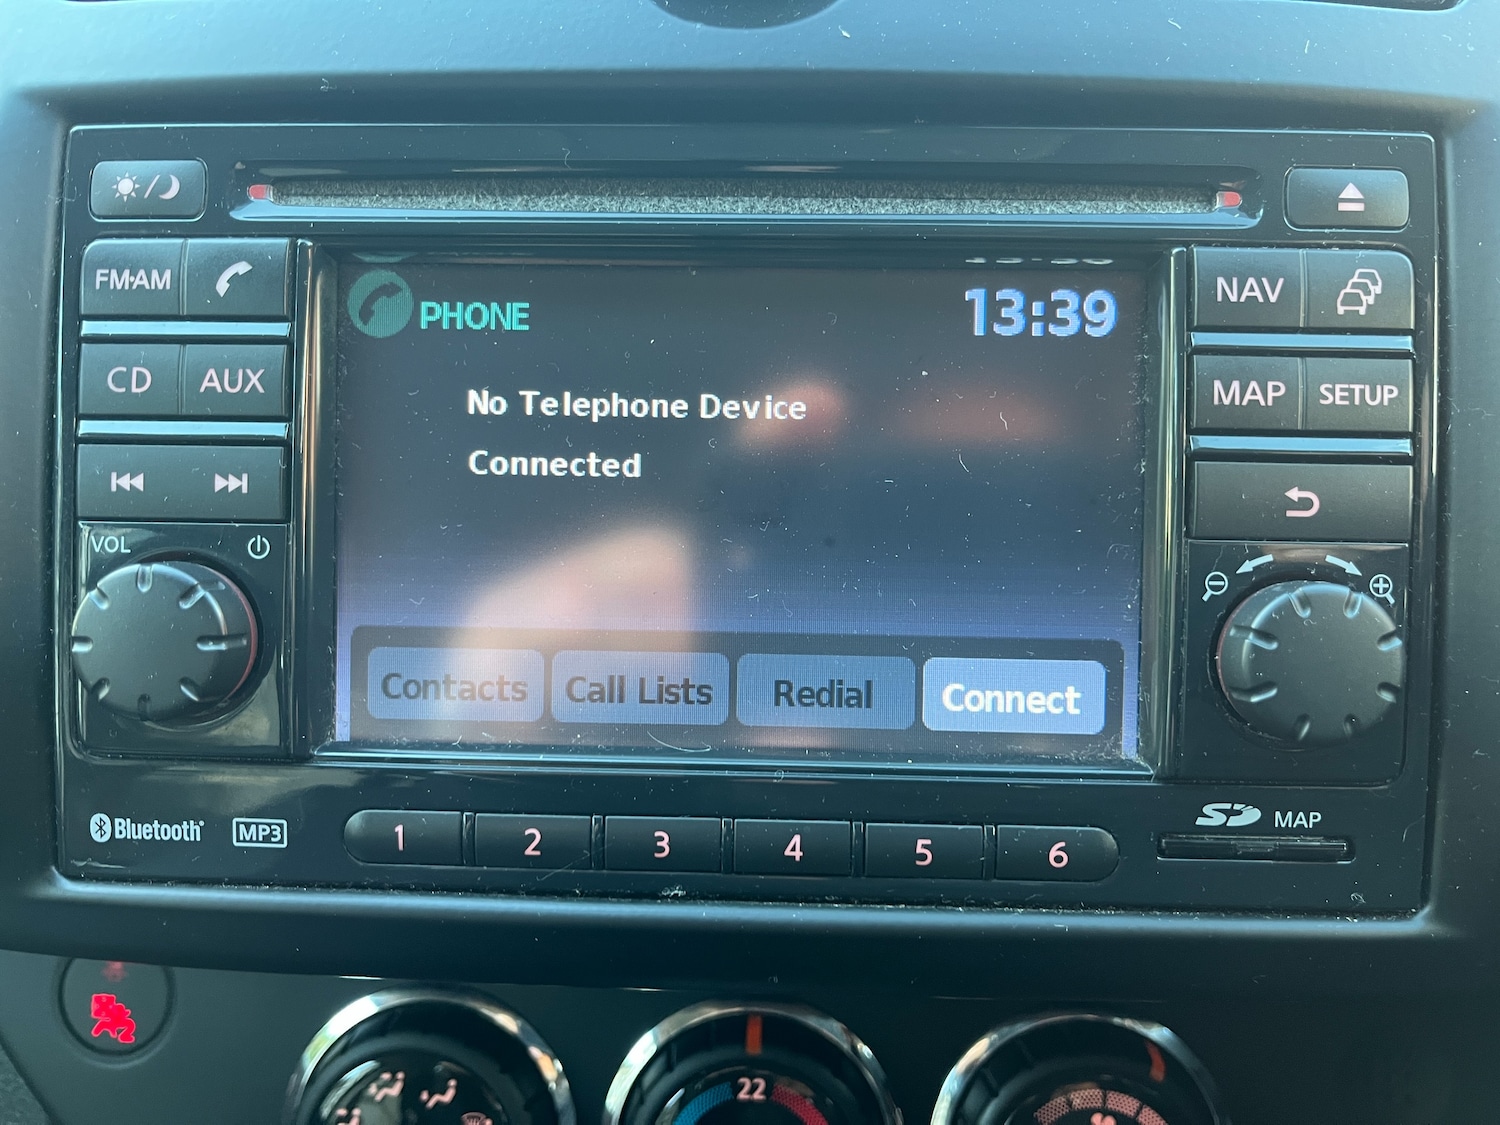 FM·AM
CD
AUX
VOL
PHONE
13:39
No Telephone Device
Connected
Contacts
Call Lists
Redial
Connect
NAV
MAP
SETUP
Bluetooth
MP3
1
2
3
4
5
6
SD MAP
22